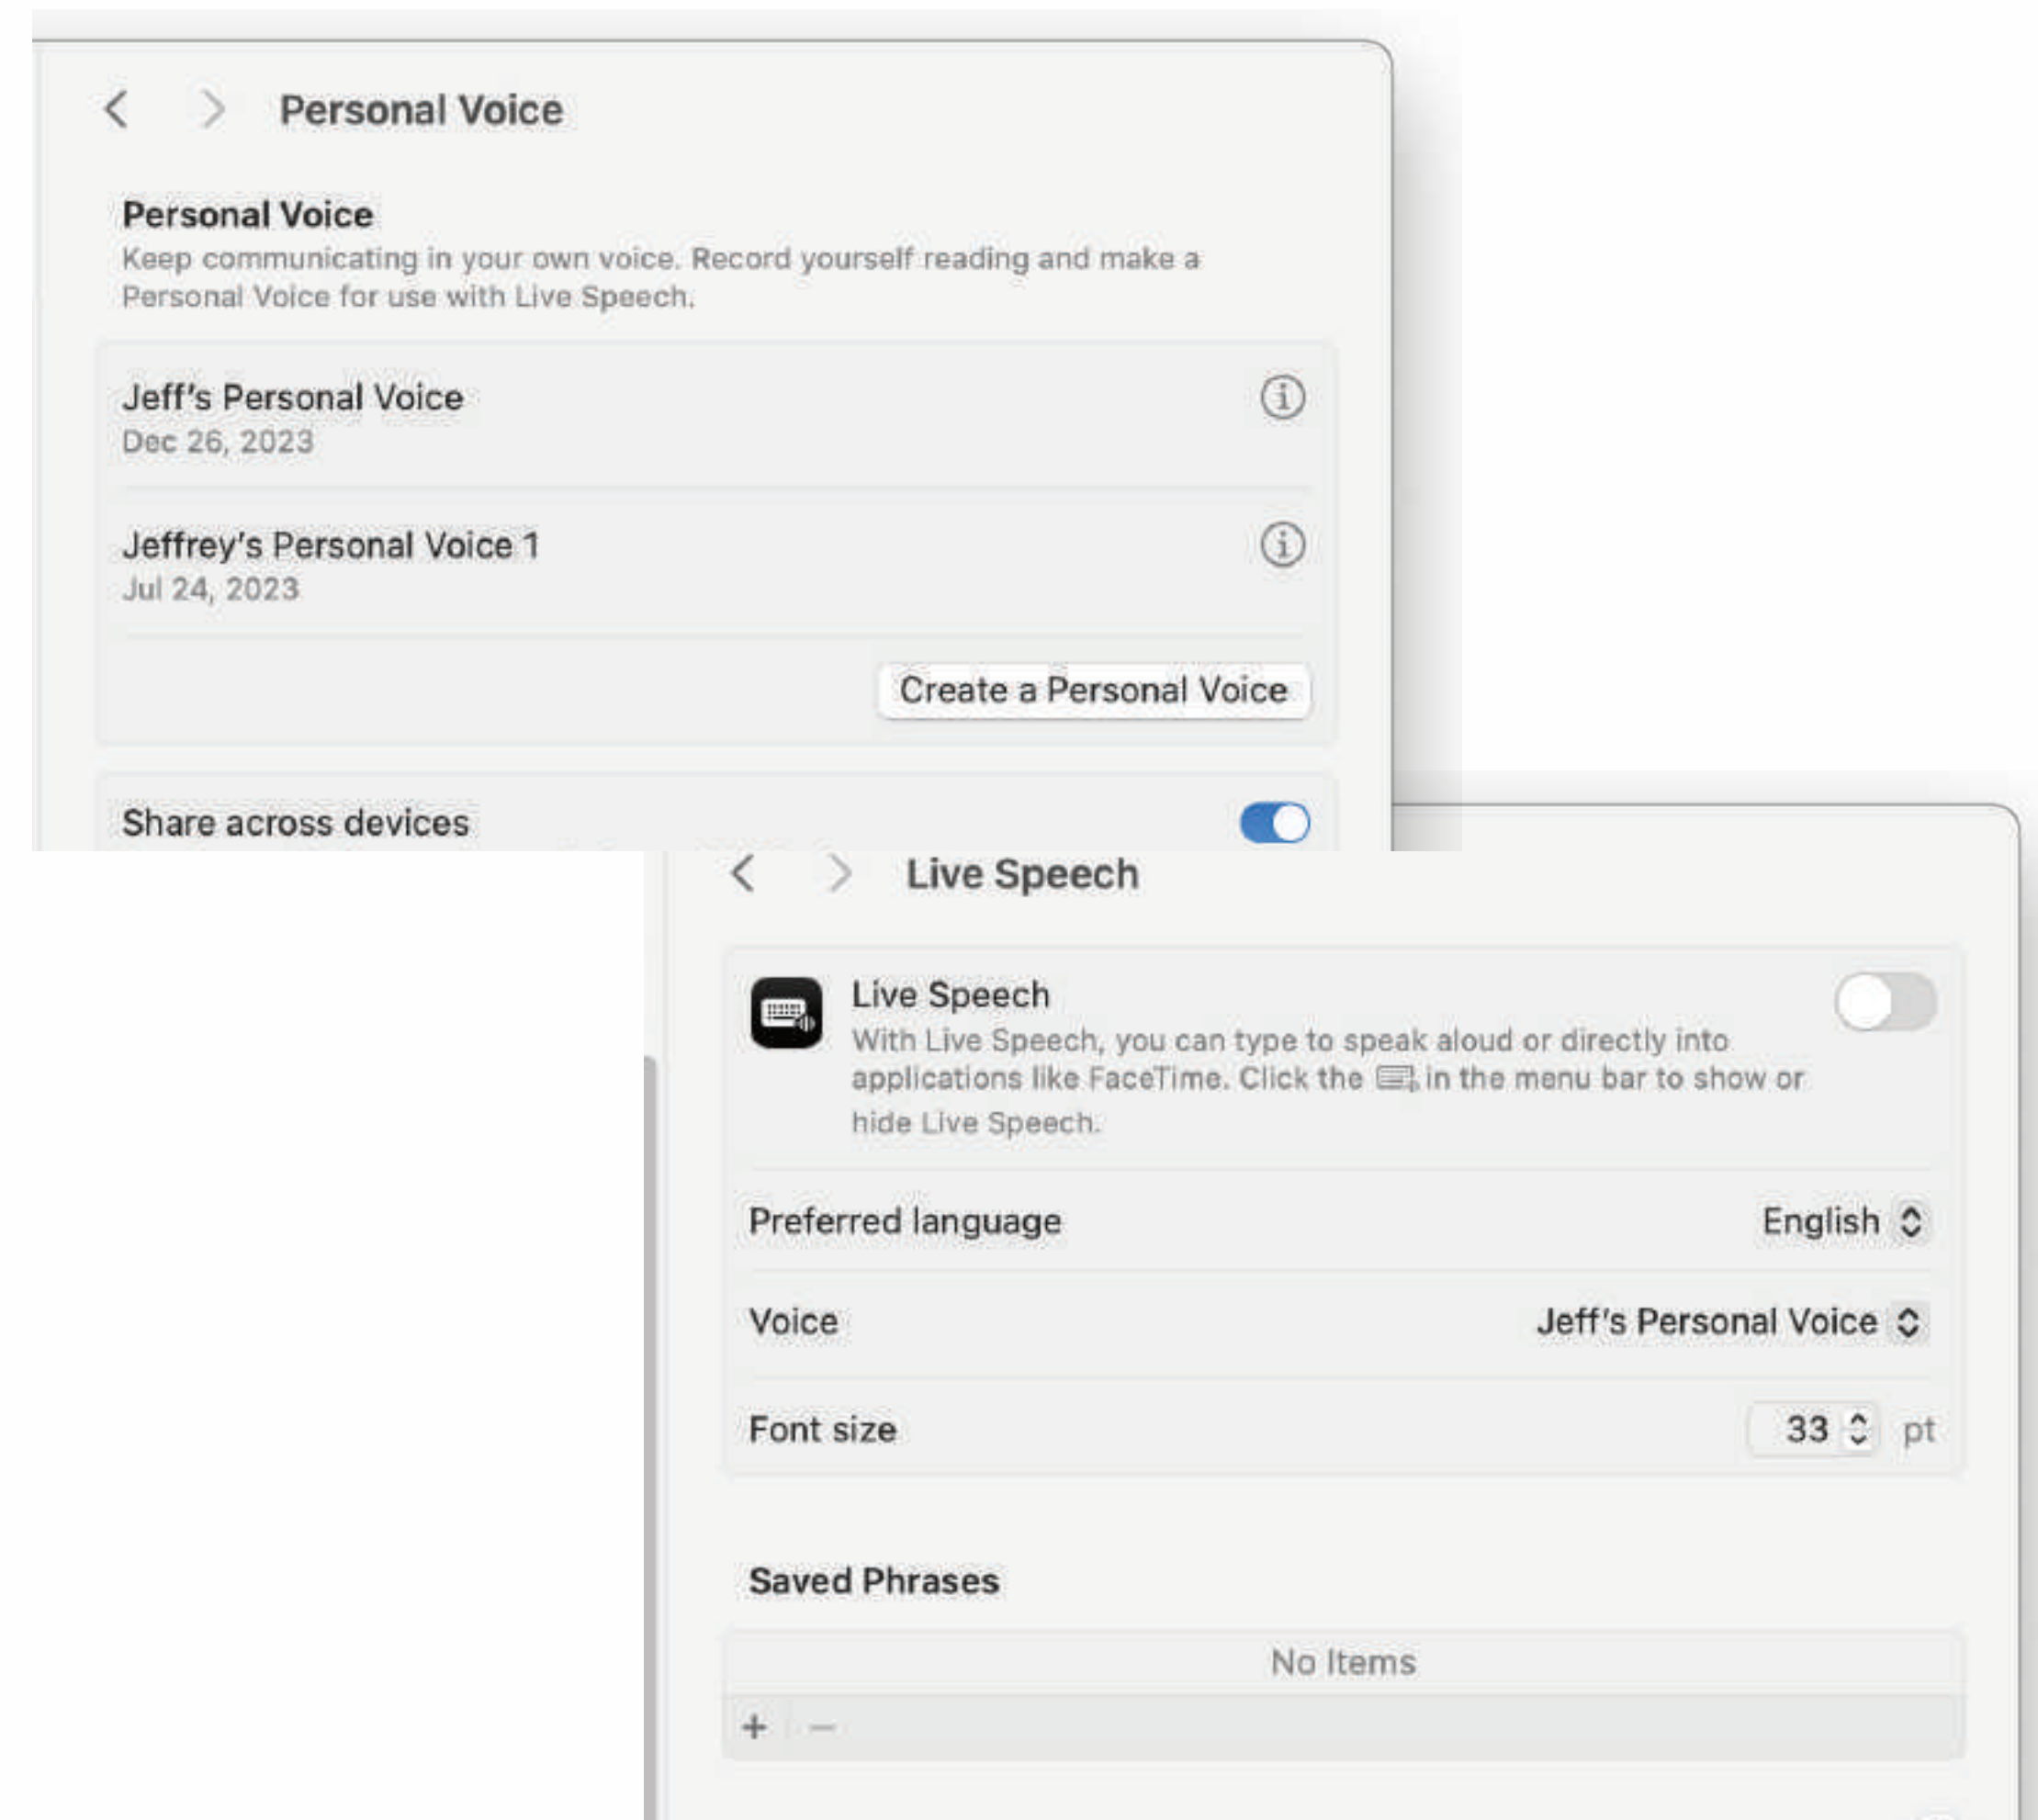 Personal Voice
Personal Voice
Keep communicating in your own voice. Record yourself reading and make a
Personal Voice for use with Live Speech.
Jeff's Personal Voice
Dec 26, 2023
Jeffrey's Personal Voice 1
Jul 24, 2023
Create a Personal Voice
Share across devices
Live Speech
Live Speech
With Live Speech, you can type to speak aloud or directly into
applications like FaceTime. Click the in the menu bar to show or
hide Live Speech.
Preferred language English
Voice Jeff's Personal Voice
Font size 33 pt
Saved Phrases
No Items
+ −